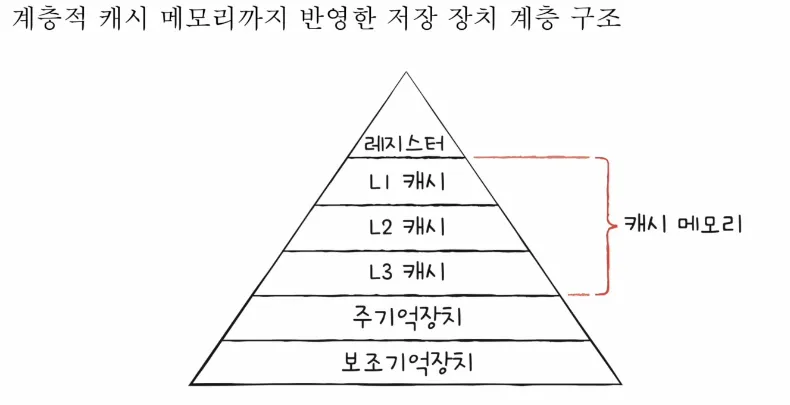 계층적 캐시 메모리까지 반영한 저장 장치 계층 구조
레지스터
L1 캐시
L2 캐시
캐시 메모리
L3 캐시
주기억장치
보조기억장치